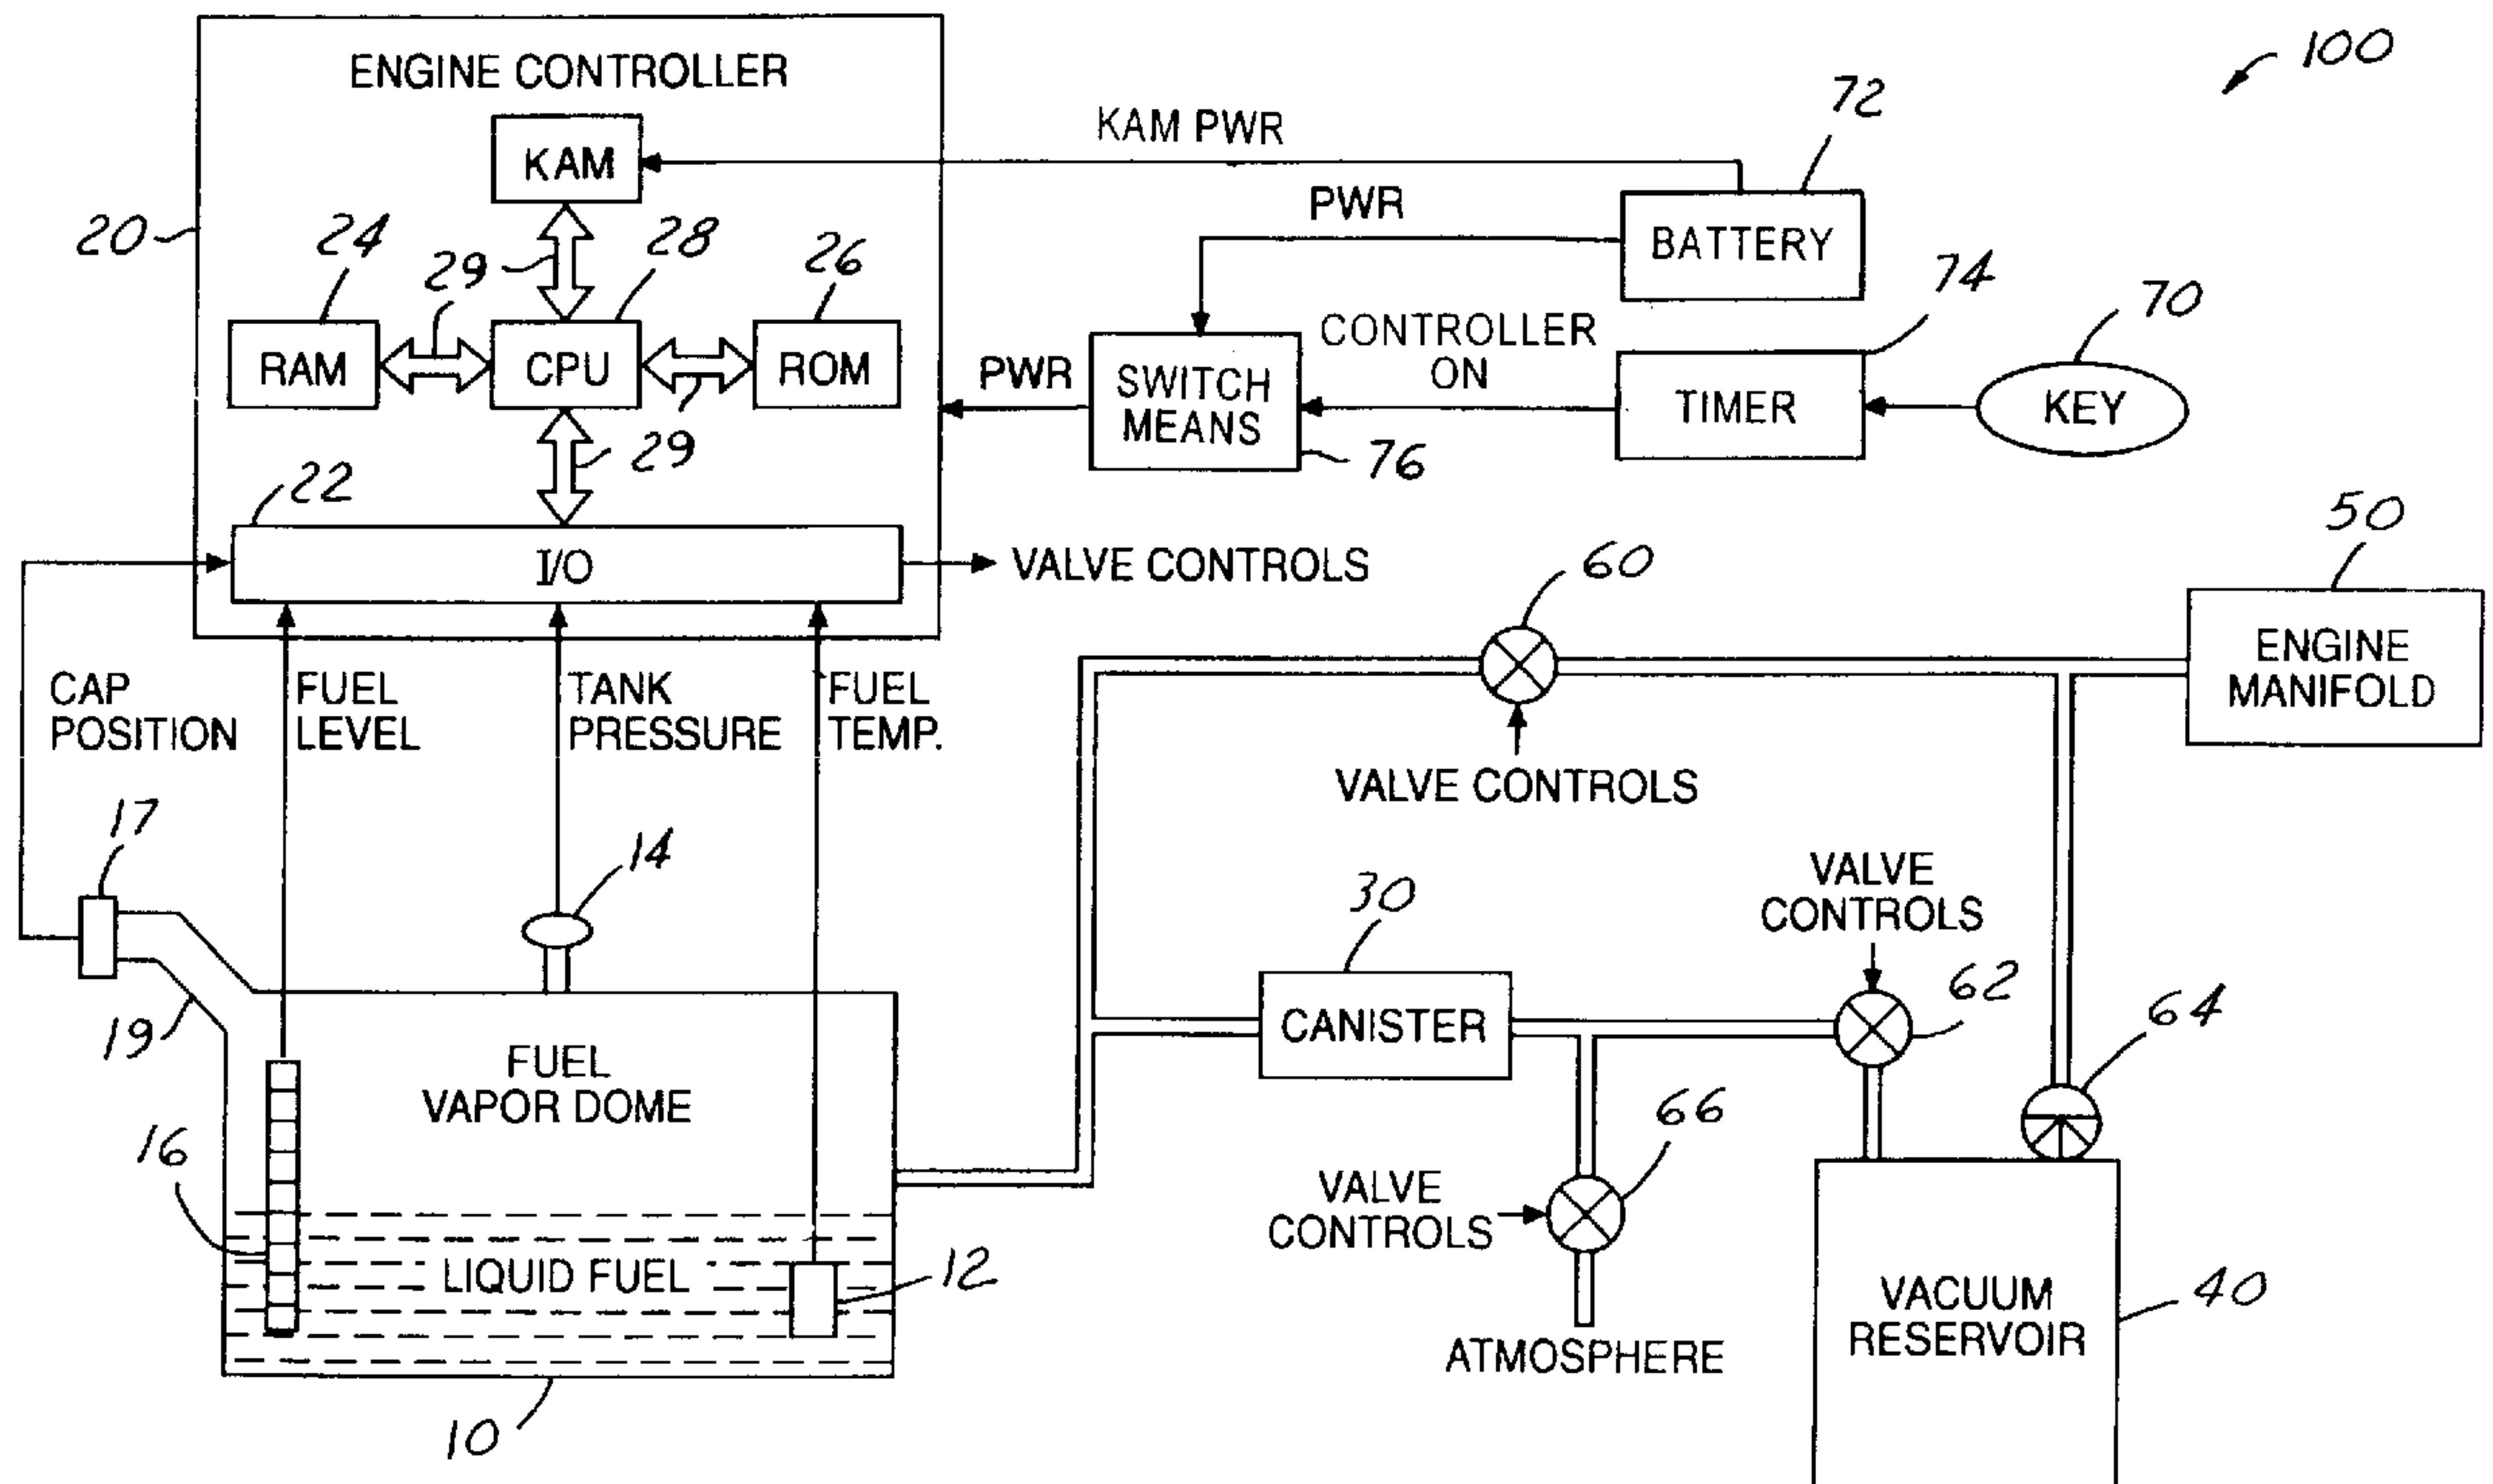 100
ENGINE CONTROLLER
72
KAM PWR
KAM
PWR
20
24
29
28
26
BATTERY
74
70
CONTROLLER
ON
RAM
CPU
ROM
PWR
SWITCH
MEANS
TIMER
KEY
29
76
22
50
I/O
VALVE CONTROLS
60
ENGINE
MANIFOLD
CAP
POSITION
FUEL
LEVEL
TANK
PRESSURE
FUEL
TEMP.
VALVE CONTROLS
17
14
30
VALVE
CONTROLS
62
64
19
CANISTER
FUEL
VAPOR DOME
66
16
VALVE
CONTROLS
LIQUID FUEL
12
VACUUM
RESERVOIR
40
ATMOSPHERE
10